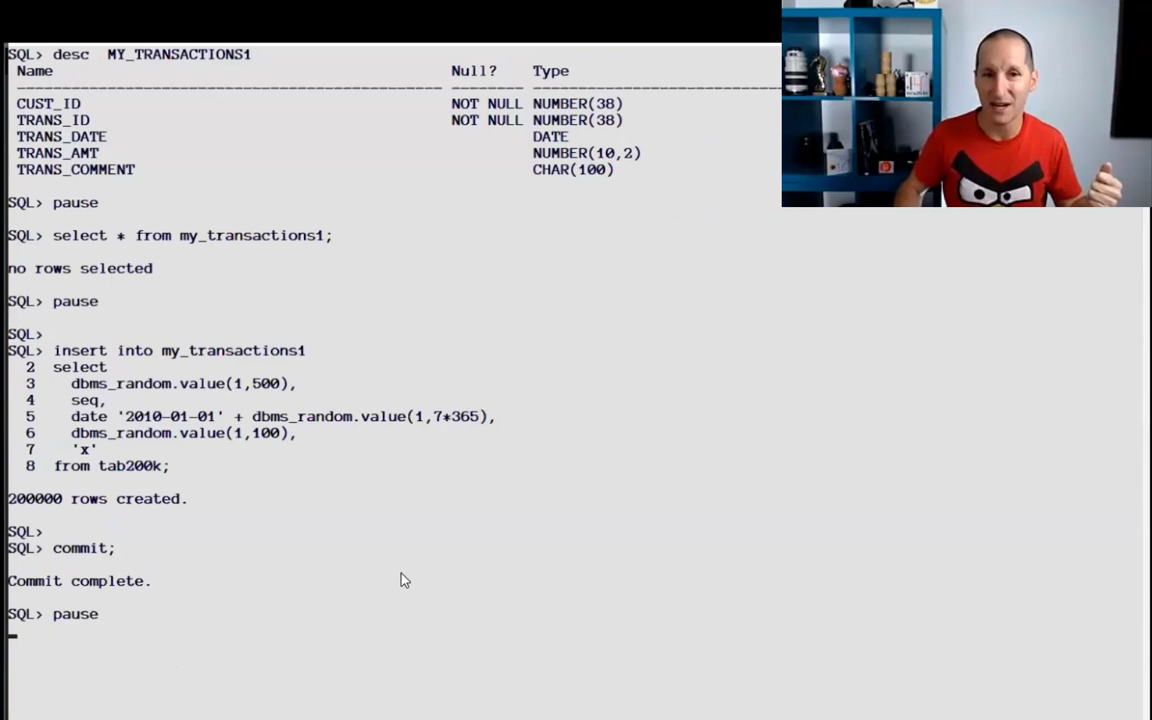 SQL> desc  MY_TRANSACTIONS1
Name Null? Type
CUST_ID NOT NULL NUMBER(38)
TRANS_ID NOT NULL NUMBER(38)
TRANS_DATE DATE
TRANS_AMT NUMBER(10,2)
TRANS_COMMENT CHAR(100)
SQL> pause
SQL> select * from my_transactions1;
no rows selected
SQL> pause
SQL>
SQL> insert into my_transactions1
2 select
3 dbms_random.value(1,500),
4 seq,
5 date '2010-01-01' + dbms_random.value(1,7*365),
6 dbms_random.value(1,100),
7 'x'
8 from tab200k;
200000 rows created.
SQL>
SQL> commit;
Commit complete.
SQL> pause